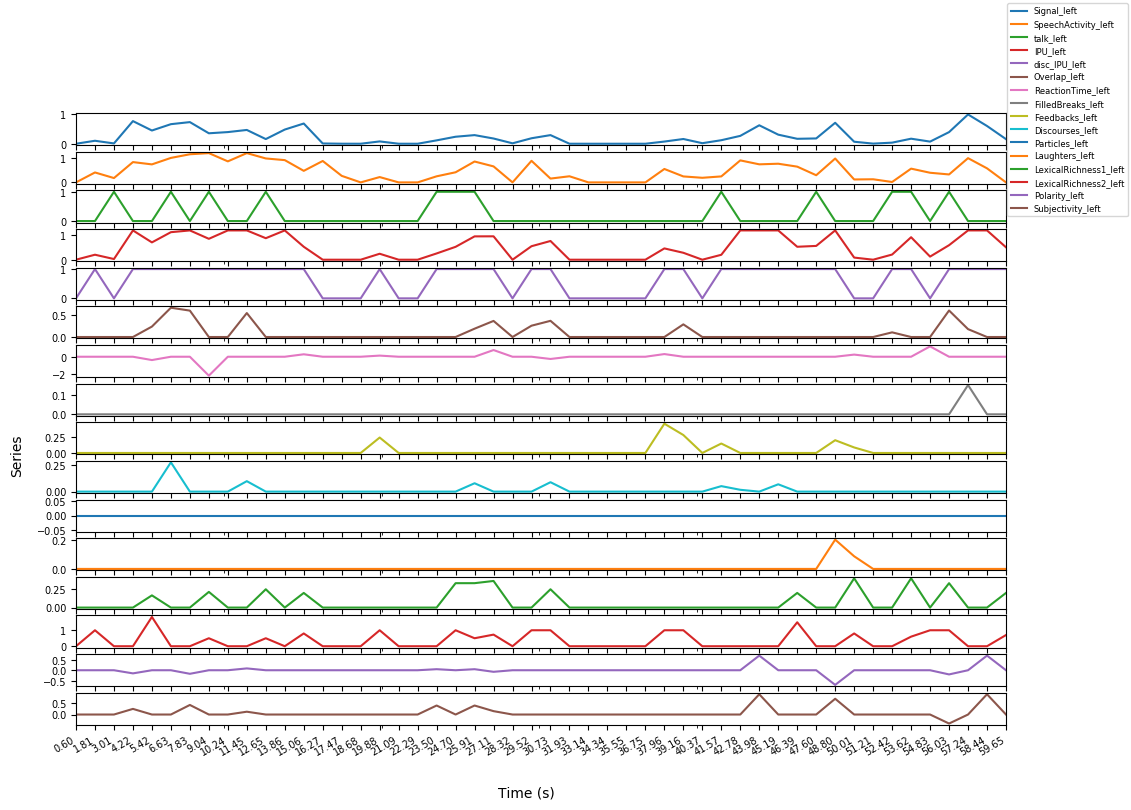 Signal_left
SpeechActivity_left
talk_left
IPU_left
disc_IPU_left
Overlap_left
ReactionTime_left
FilledBreaks_left
Feedbacks_left
Discourses_left
Particles_left
Laughters_left
LexicalRichness1_left
LexicalRichness2_left
Polarity_left
Subjectivity_left
1
0
1
0
1
0
1
0
1
0
0.5
0.0
0
−2
0.1
0.0
0.25
0.00
0.25
0.00
0.05
0.00
−0.05
0.2
0.0
0.25
0.00
1
0
0.5
0.0
−0.5
0.5
0.0
Series
0.60 1.81 3.01 4.22 5.42 6.63 7.83 9.04 10.24 11.45 12.65 13.86 15.06 16.27 17.47 18.68 19.88 21.09 22.29 23.50 24.70 25.91 27.11 28.32 29.52 30.73 31.93 33.14 34.34 35.55 36.75 37.96 39.16 40.37 41.57 42.78 43.98 45.19 46.39 47.60 48.80 50.01 51.21 52.42 53.62 54.83 56.03 57.24 58.44 59.65
Time (s)